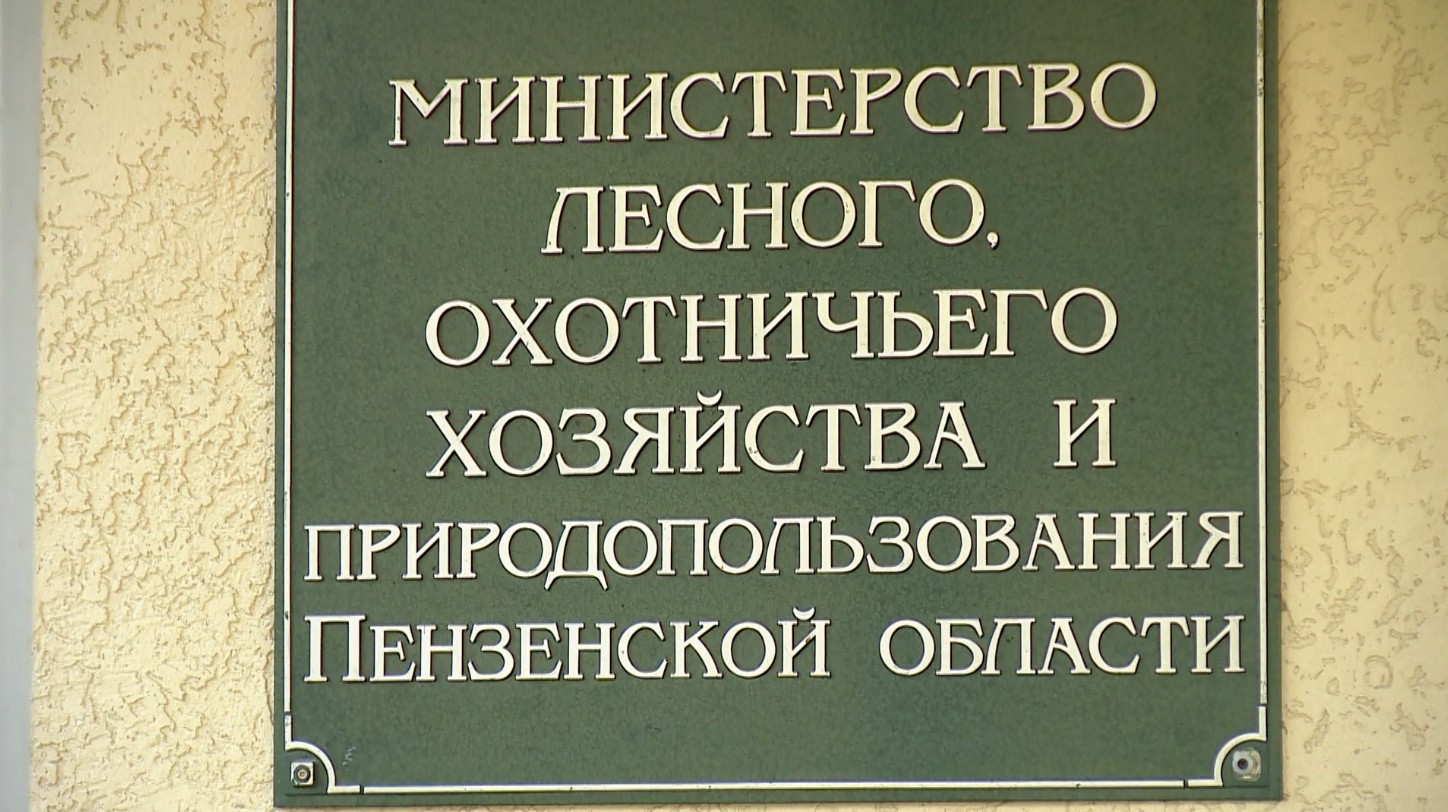 МИНИСТЕРСТВО
ЛЕСНОГО,
ОХОТНИЧЬЕГО
ХОЗЯЙСТВА И
ПРИРОДОПОЛЬЗОВАНИЯ
ПЕНЗЕНСКОЙ ОБЛАСТИ